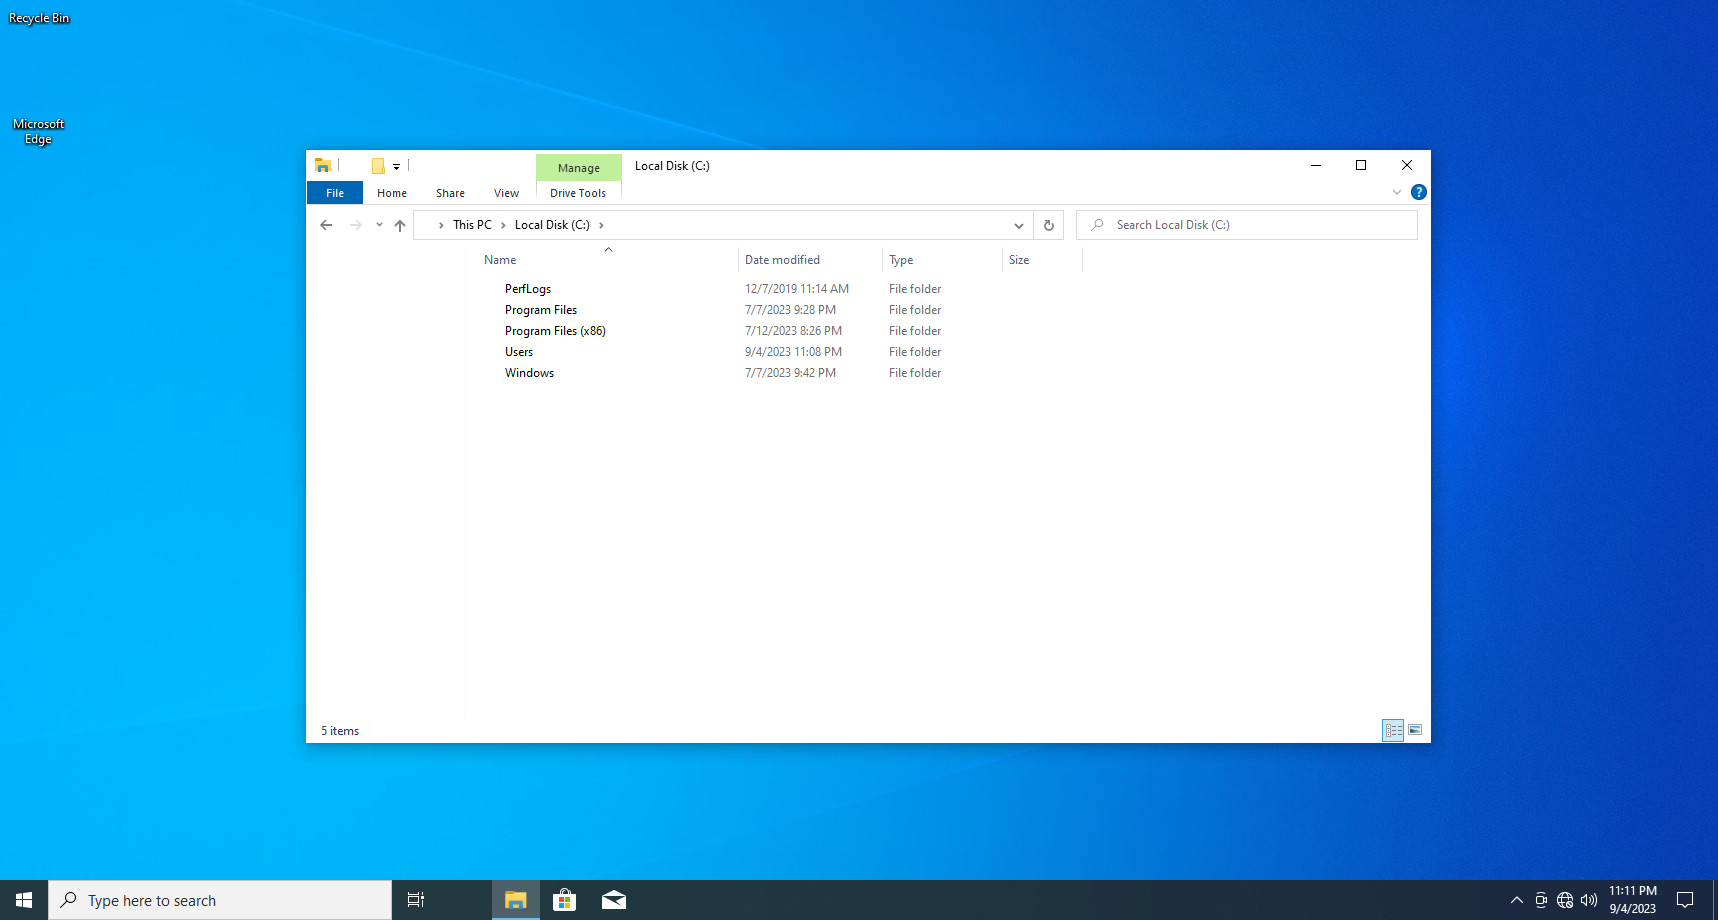 Recycle Bin
Microsoft
Edge
Manage
Local Disk (C:)
File
Home
Share
View
Drive Tools
?
This PC
Local Disk (C:)
Search Local Disk (C:)
Name
Date modified
Type
Size
PerfLogs
12/7/2019 11:14 AM
File folder
Program Files
7/7/2023 9:28 PM
File folder
Program Files (x86)
7/12/2023 8:26 PM
File folder
Users
9/4/2023 11:08 PM
File folder
Windows
7/7/2023 9:42 PM
File folder
5 items
Type here to search
11:11 PM
9/4/2023